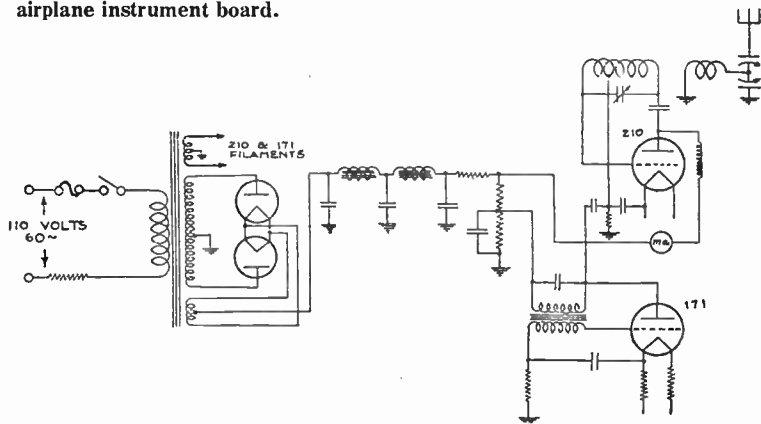 airplane instrument board.
210
210 & 171
FILAMENTS
110 VOLTS
60~
ma
171